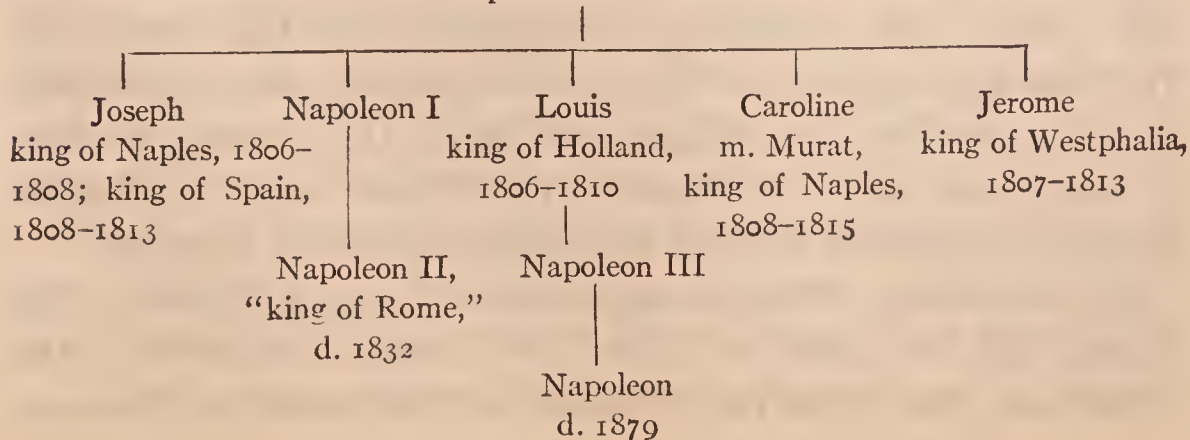 Joseph Napoleon I Louis Caroline Jerome
king of Naples, 1806– king of Holland, m. Murat, king of Westphalia,
1808; king of Spain, 1806–1810 king of Naples, 1807–1813
1808–1813 1808–1815
Napoleon II, Napoleon III
“king of Rome,”
d. 1832
Napoleon
d. 1879